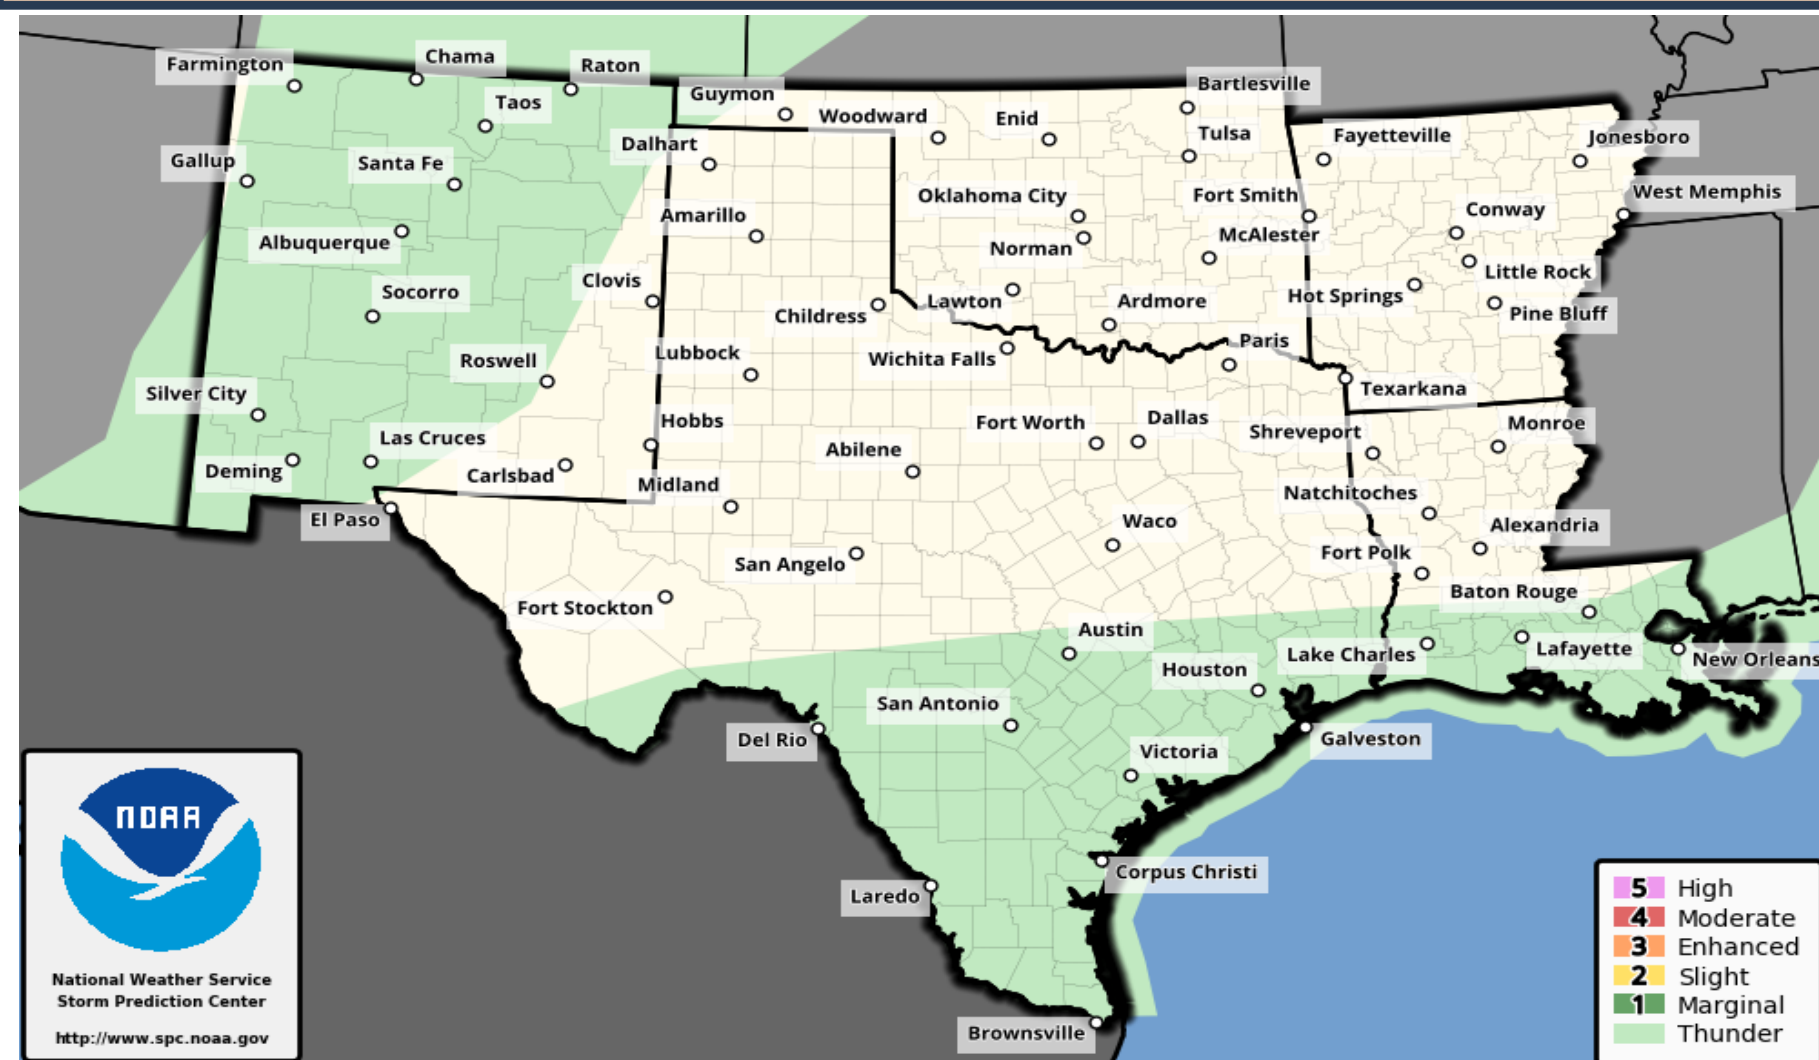 Farmington
Chama
Raton
Taos
Guymon
Woodward
Enid
Bartlesville
Tulsa
Fayetteville
Jonesboro
Gallup
Santa Fe
Dalhart
Oklahoma City
Fort Smith
West Memphis
Albuquerque
Amarillo
Norman
McAlester
Conway
Socorro
Clovis
Childress
Lawton
Ardmore
Hot Springs
Little Rock
Pine Bluff
Silver City
Roswell
Lubbock
Wichita Falls
Paris
Texarkana
Las Cruces
Hobbs
Abilene
Fort Worth
Dallas
Shreveport
Monroe
Deming
Carlsbad
Midland
Natchitoches
El Paso
San Angelo
Waco
Fort Polk
Alexandria
Fort Stockton
Austin
Baton Rouge
Houston
Lake Charles
Lafayette
New Orleans
San Antonio
Del Rio
Victoria
Galveston
Laredo
Corpus Christi
Brownsville
NOAA
National Weather Service
Storm Prediction Center
http://www.spc.noaa.gov
5 High
4 Moderate
3 Enhanced
2 Slight
1 Marginal
Thunder